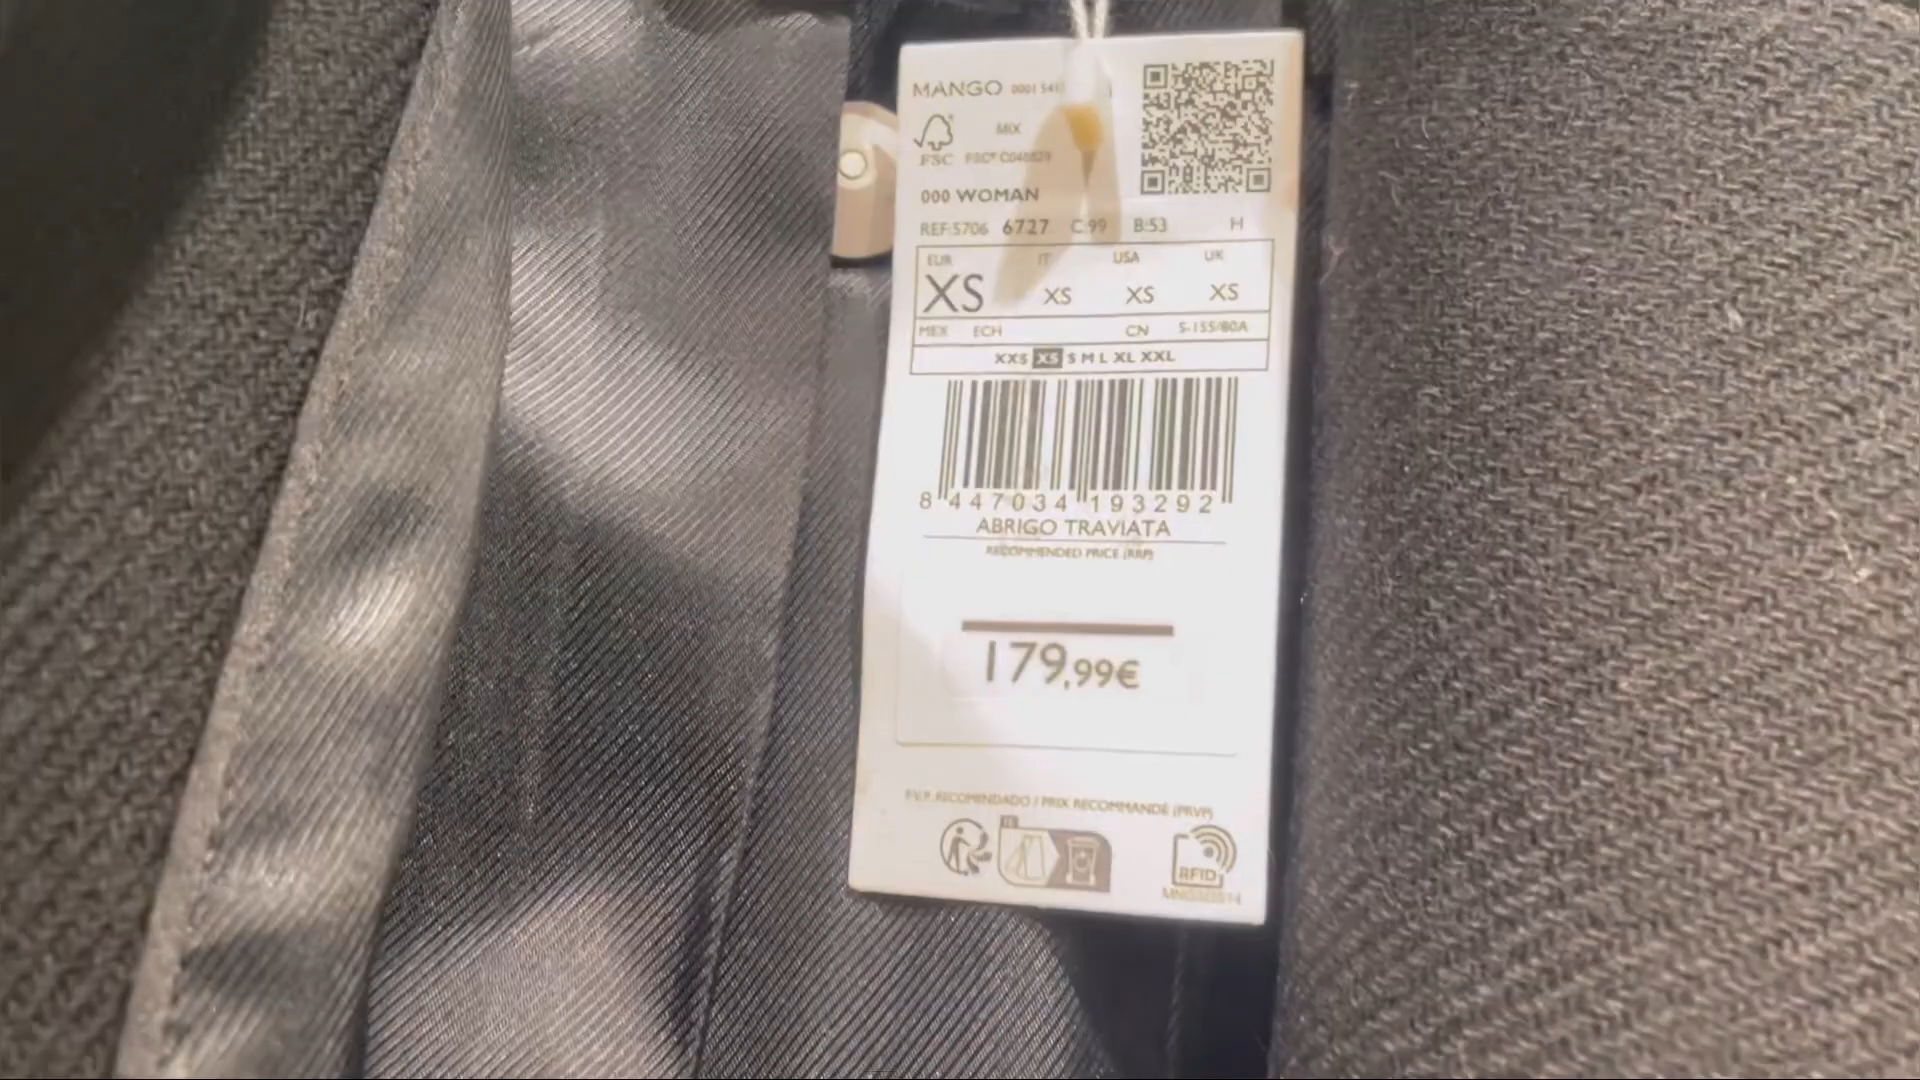 MANGO
MIX
FSC
000 WOMAN
REF:5706 6727 C:99 B:53 H
EUR IT USA UK
XS XS XS XS
MEX ECH CN S-155/80A
XXS XS S M L XL XXL
8 447034 193292
ABRIGO TRAVIATA
RECOMMENDED PRICE (RRP)
179,99€
P.V.P. RECOMENDADO / PRIX RECOMMANDÉ (PRVP)
FR
RFID